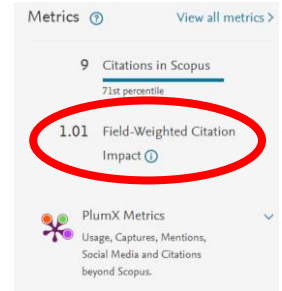 Metrics ? View all metrics >
9 Citations in Scopus
71st percentile
1.01 Field-Weighted Citation
Impact i
PlumX Metrics
Usage, Captures, Mentions,
Social Media and Citations
beyond Scopus.